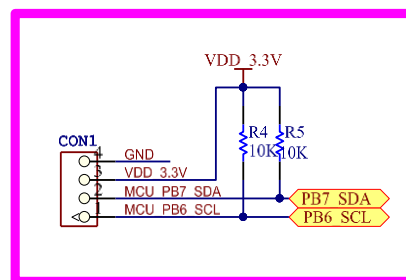 VDD_3.3V
R4
R5
10K
10K
CON1
4
GND
3
VDD_3.3V
2
MCU_PB7_SDA
PB7_SDA
1
MCU_PB6_SCL
PB6_SCL